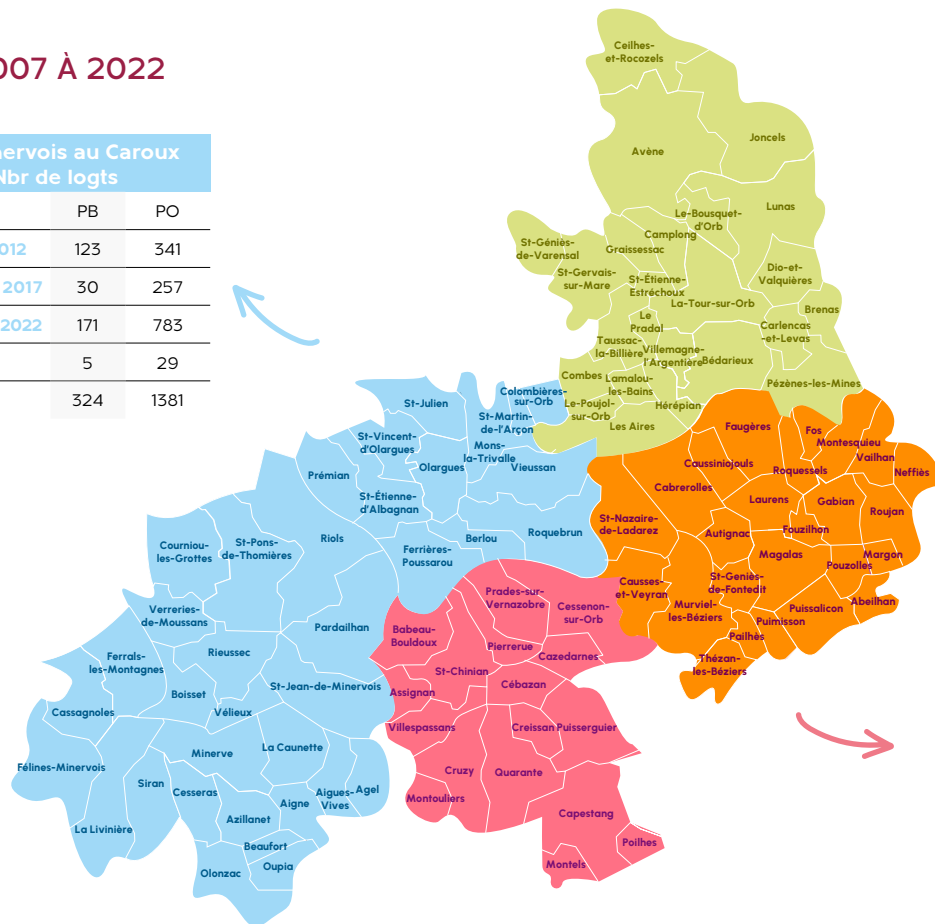 007 À 2022
nervois au Caroux
Nbr de logts
PB PO
012 123 341
2017 30 257
2022 171 783
5 29
324 1381
Ceilhes-
et-Rocozels
Joncels
Avène
Lunas
Le-Bousquet-
d'Orb
Camplong
Graissessac
St-Géniès-
de-Varensal
St-Gervais-
sur-Mare
St-Étienne-
Estréchoux
Dio-et-
Valquières
La-Tour-sur-Orb
Brenas
Le
Pradal
Carlencas
-et-Levas
Taussac-
la-Billière
Villemagne-
l'Argentière
Bédarieux
Combes
Lamalou-
les-Bains
Pézènes-les-Mines
Le-Poujol-
sur-Orb
Hérépian
Les Aires
Colombières-
sur-Orb
St-Julien
St-Martin-
de-l'Arçon
St-Vincent-
d'Olargues
Mons-
la-Trivalle
Olargues
Vieussan
Prémian
St-Étienne-
d'Albagnan
Roquebrun
Berlou
Riols
Ferrières-
Poussarou
St-Pons-
de-Thomières
Courniou-
les-Grottes
Verreries-
de-Moussans
Pardailhan
Rieussec
Ferrals-
les-Montagnes
Boisset
St-Jean-de-Minervois
Vélieux
Cassagnoles
La Caunette
Minerve
Félines-Minervois
Siran
Cesseras
Aigues-
Vives
Agel
Aigne
Azillanet
La Livinière
Beaufort
Oupia
Olonzac
Faugères
Fos
Montesquieu
Vailhan
Neffiès
Caussiniojouls
Roquessels
Cabrerolles
Laurens
Gabian
Roujan
St-Nazaire-
de-Ladarez
Autignac
Fouzilhon
Magalas
Margon
Pouzolles
Causses-
et-Veyran
St-Geniès-
de-Fontedit
Abeilhan
Murviel-
les-Béziers
Puissalicon
Puimisson
Pailhès
Thézan-
les-Béziers
Prades-sur-
Vernazobre
Cessenon-
sur-Orb
Babeau-
Bouldoux
Pierrerue
Cazedarnes
St-Chinian
Cébazan
Assignan
Villespassans
Creissan
Puisserguier
Cruzy
Quarante
Montouliers
Capestang
Poilhes
Montels